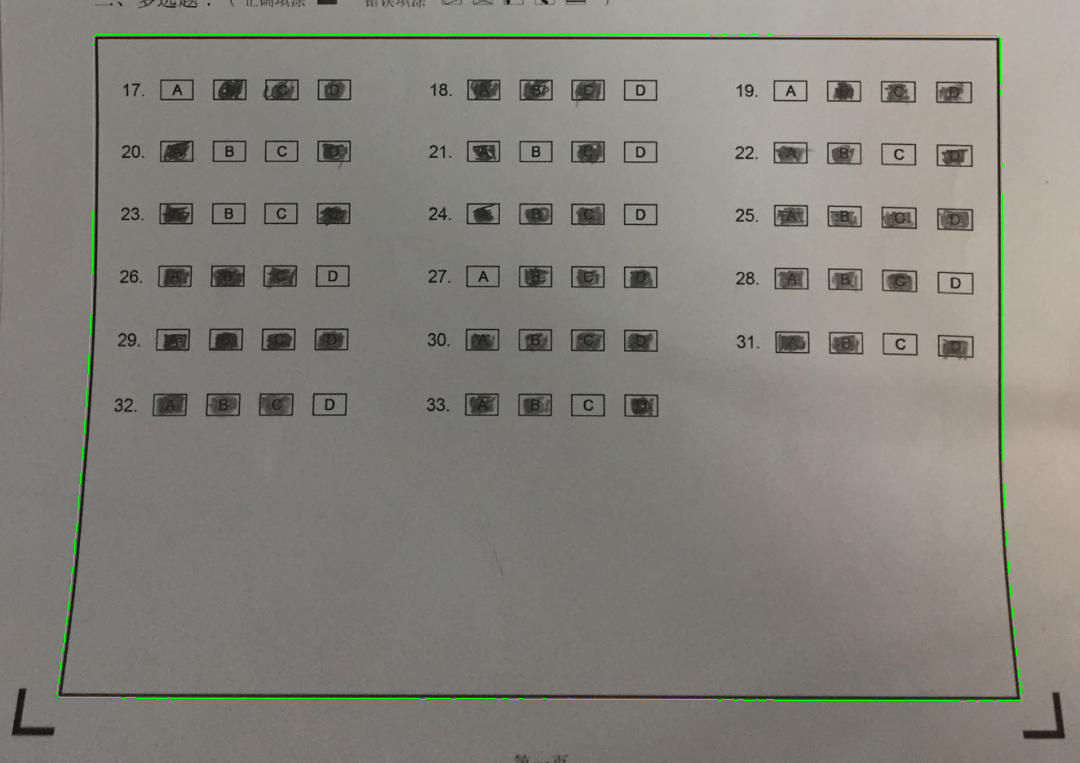 二、多选题：（正确填涂 错误填涂 ）
17. A B C D 18. A B C D 19. A B C D
20. A B C D 21. A B C D 22. A B C D
23. A B C D 24. A B C D 25. A B C D
26. A B C D 27. A B C D 28. A B C D
29. A B C D 30. A B C D 31. A B C D
32. A B C D 33. A B C D
第一页